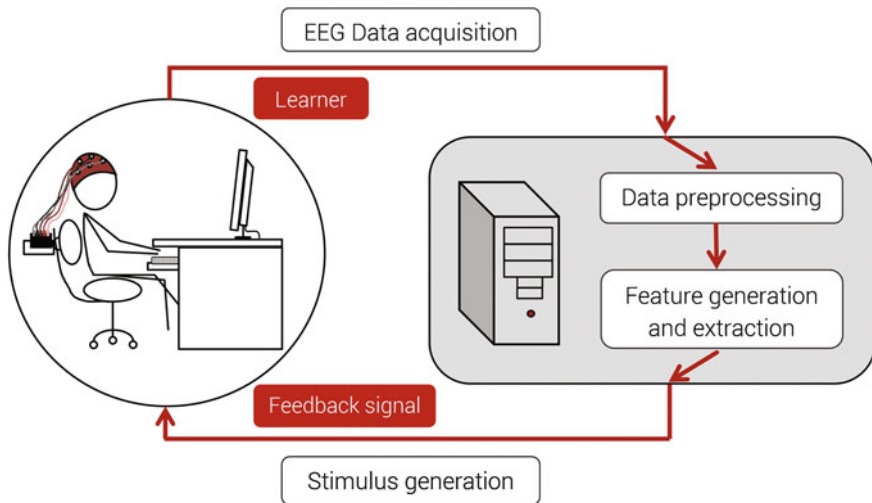 EEG Data acquisition
Learner
Data preprocessing
Feature generation
and extraction
Feedback signal
Stimulus generation